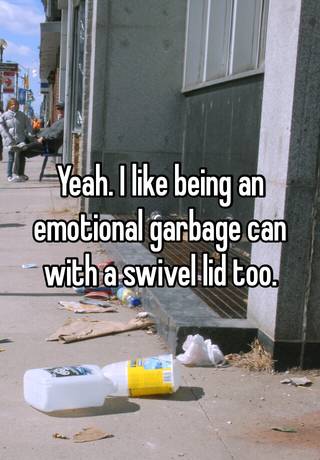 Yeah. I like being an
emotional garbage can
with a swivel lid too.